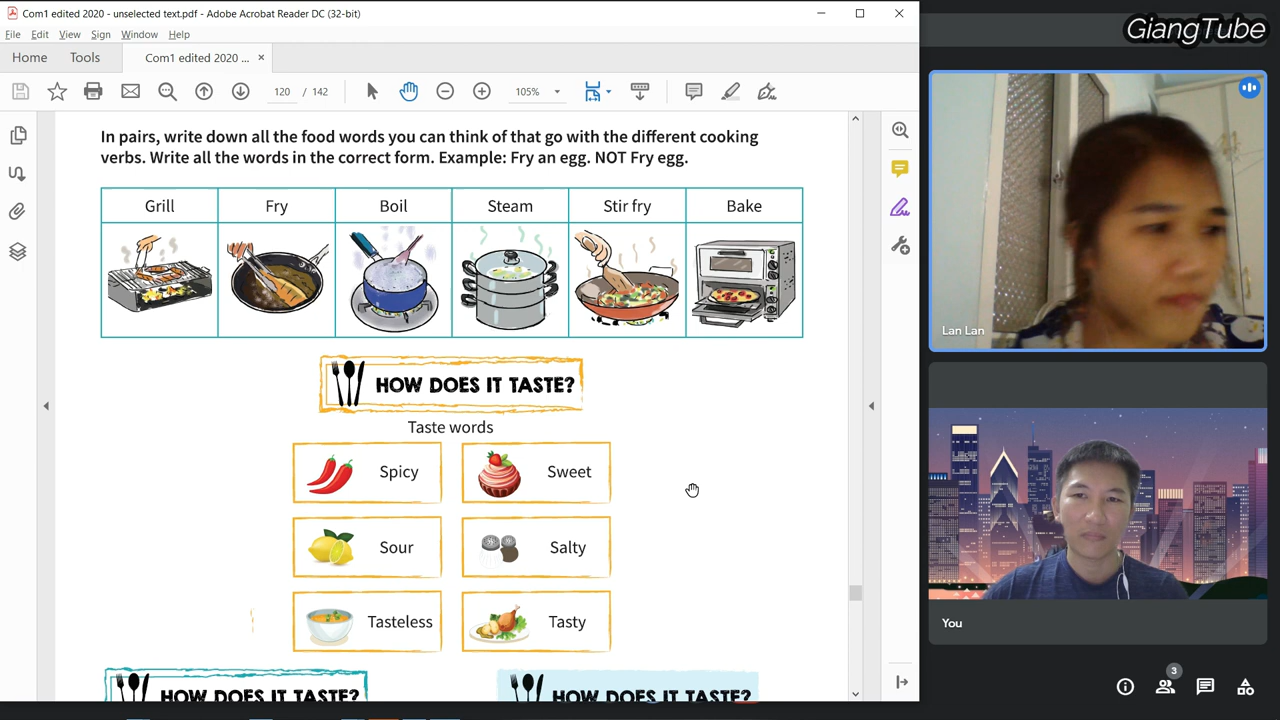 Com1 edited 2020 - unselected text.pdf - Adobe Acrobat Reader DC (32-bit)
File Edit View Sign Window Help
Home Tools Com1 edited 2020 ... ×
120 / 142 105%
In pairs, write down all the food words you can think of that go with the different cooking
verbs. Write all the words in the correct form. Example: Fry an egg. NOT Fry egg.
Grill Fry Boil Steam Stir fry Bake
HOW DOES IT TASTE?
Taste words
Spicy Sweet
Sour Salty
Tasteless Tasty
HOW DOES IT TASTE? HOW DOES IT TASTE?
GiangTube
Lan Lan
You
3